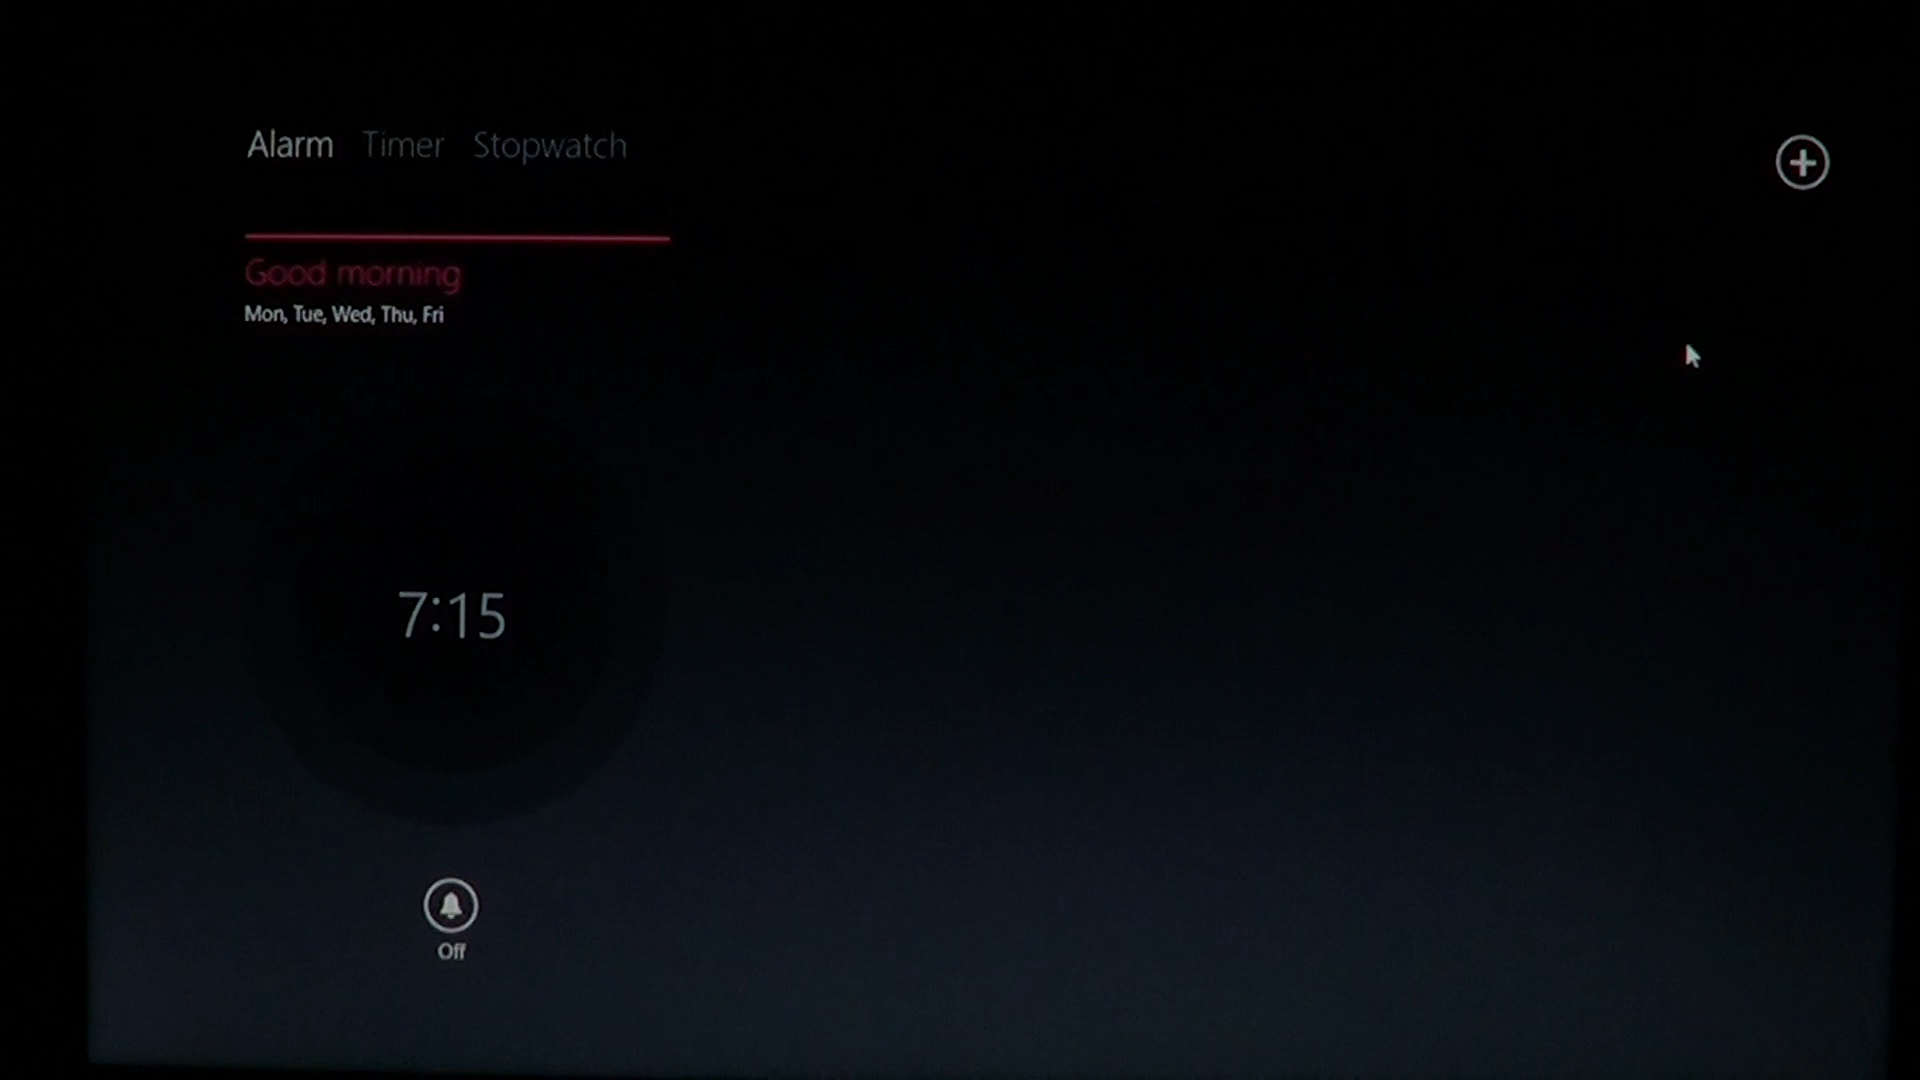 Alarm Timer Stopwatch
Good morning
Mon, Tue, Wed, Thu, Fri
7:15
Off